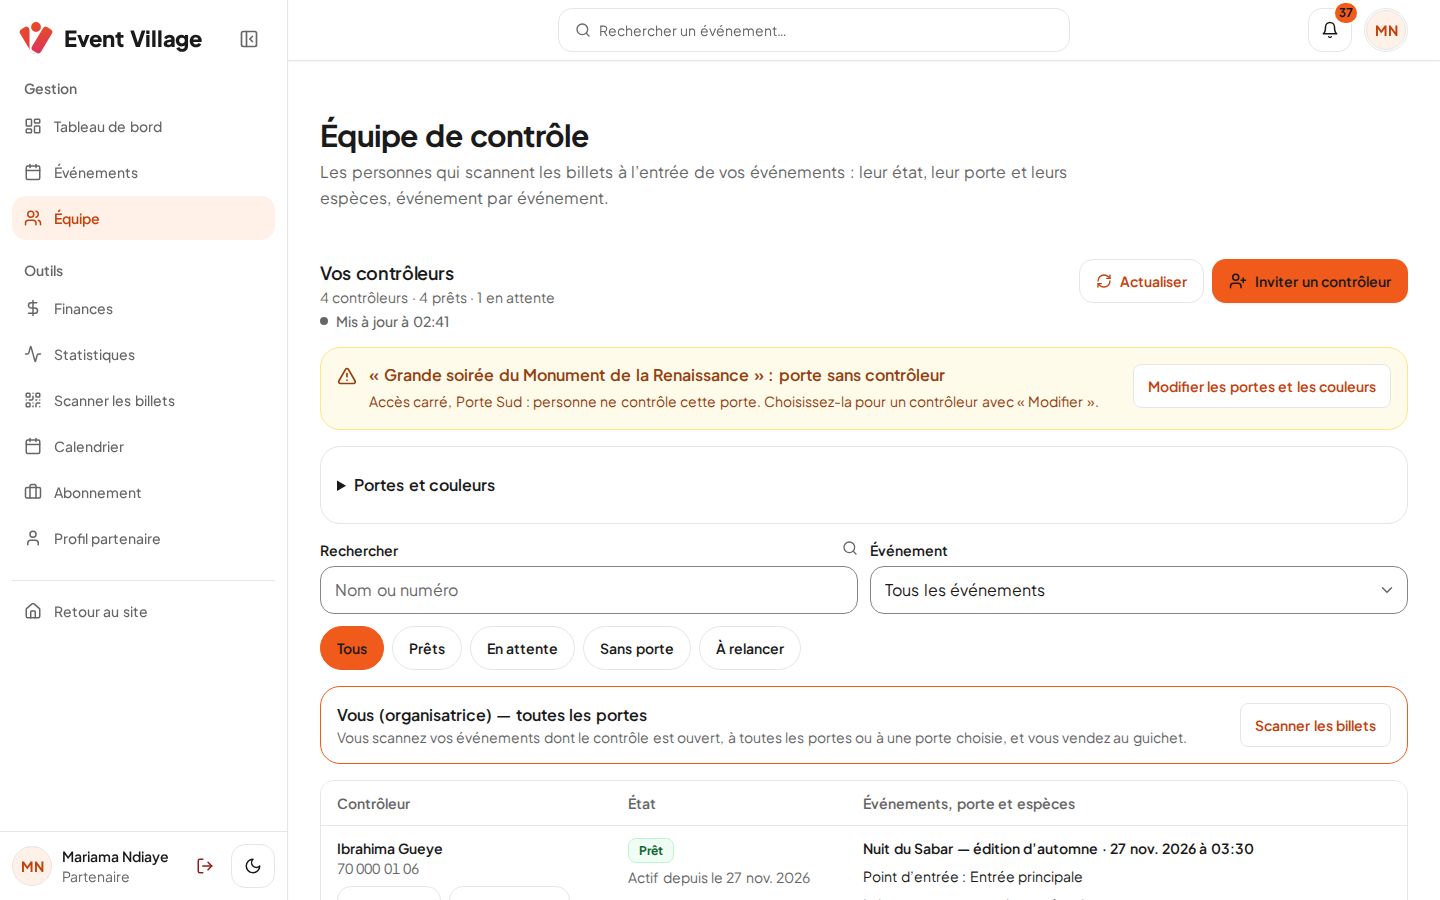 Event Village
Rechercher un événement...
37
MN
Gestion
Tableau de bord
Événements
Équipe
Outils
Finances
Statistiques
Scanner les billets
Calendrier
Abonnement
Profil partenaire
Retour au site
MN
Mariama Ndiaye
Partenaire
Équipe de contrôle
Les personnes qui scannent les billets à l’entrée de vos événements : leur état, leur porte et leurs
espèces, événement par événement.
Vos contrôleurs
4 contrôleurs · 4 prêts · 1 en attente
Mis à jour à 02:41
Actualiser
Inviter un contrôleur
« Grande soirée du Monument de la Renaissance » : porte sans contrôleur
Accès carré, Porte Sud : personne ne contrôle cette porte. Choisissez-la pour un contrôleur avec « Modifier ».
Modifier les portes et les couleurs
Portes et couleurs
Rechercher
Nom ou numéro
Événement
Tous les événements
Tous
Prêts
En attente
Sans porte
À relancer
Vous (organisatrice) — toutes les portes
Vous scannez vos événements dont le contrôle est ouvert, à toutes les portes ou à une porte choisie, et vous vendez au guichet.
Scanner les billets
Contrôleur
État
Événements, porte et espèces
Ibrahima Gueye
70 000 01 06
Prêt
Actif depuis le 27 nov. 2026
Nuit du Sabar — édition d’automne · 27 nov. 2026 à 03:30
Point d’entrée : Entrée principale